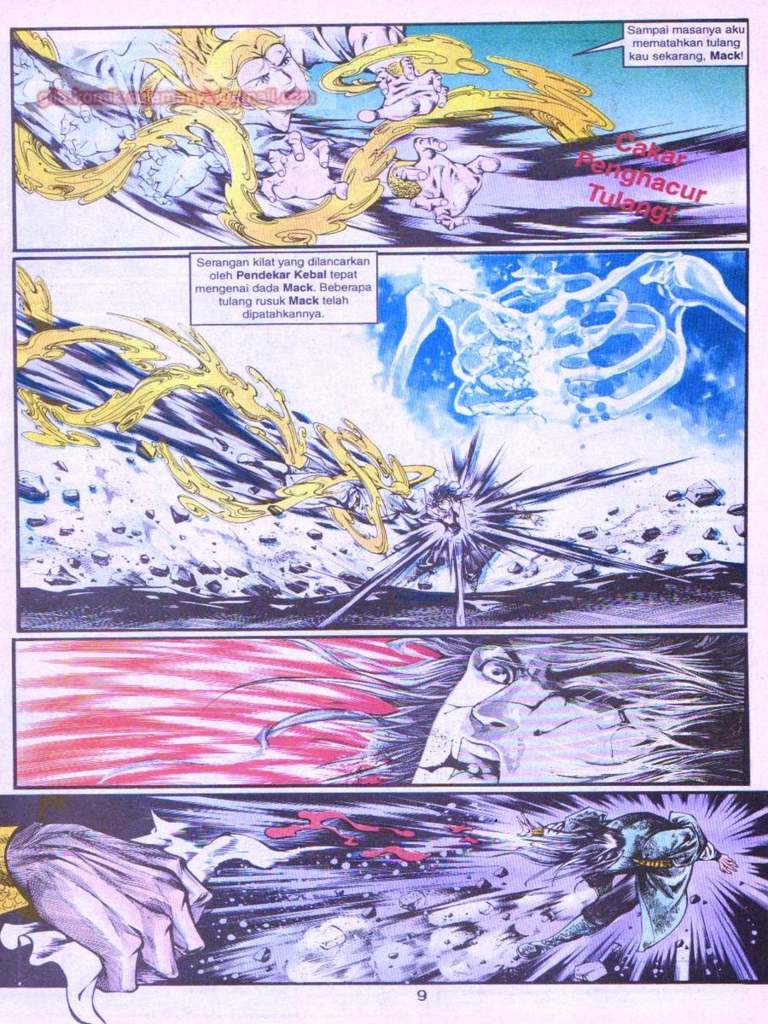 Sampai masanya aku
mematahkan tulang
kau sekarang, Mack!
Cakar
Penghacur
Tulang!
Serangan kilat yang dilancarkan
oleh Pendekar Kebal tepat
mengenai dada Mack. Beberapa
tulang rusuk Mack telah
dipatahkannya.
9